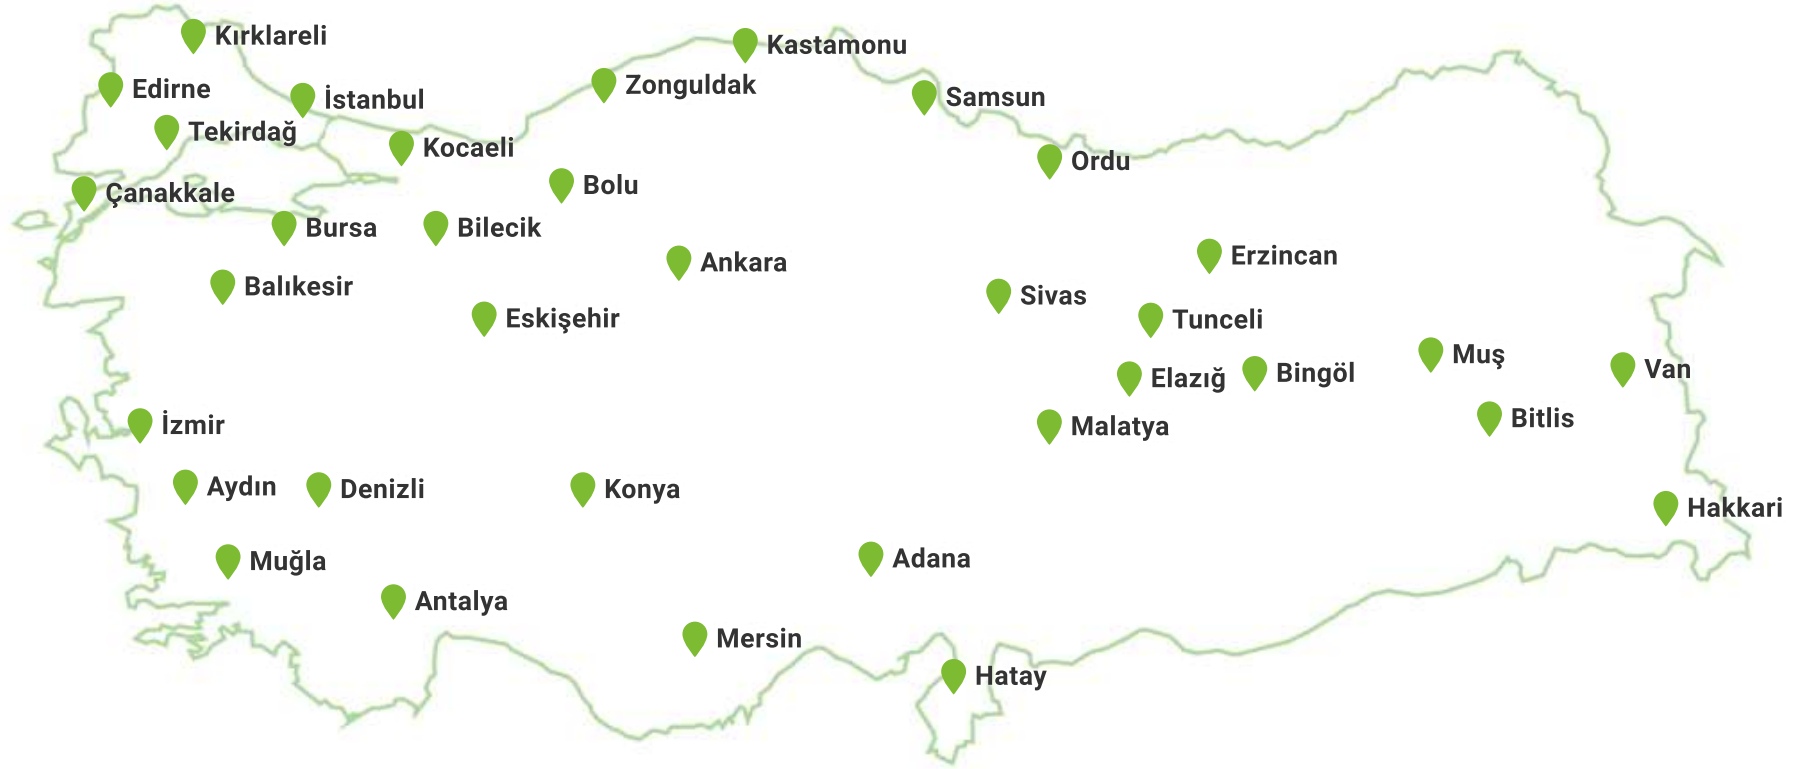 Kırklareli
Kastamonu
Zonguldak
Edirne
Samsun
İstanbul
Tekirdağ
Kocaeli
Ordu
Bolu
Çanakkale
Bursa
Bilecik
Erzincan
Ankara
Balıkesir
Sivas
Eskişehir
Tunceli
Muş
Van
Bingöl
Elazığ
Bitlis
İzmir
Malatya
Aydın
Denizli
Konya
Hakkari
Adana
Muğla
Antalya
Mersin
Hatay